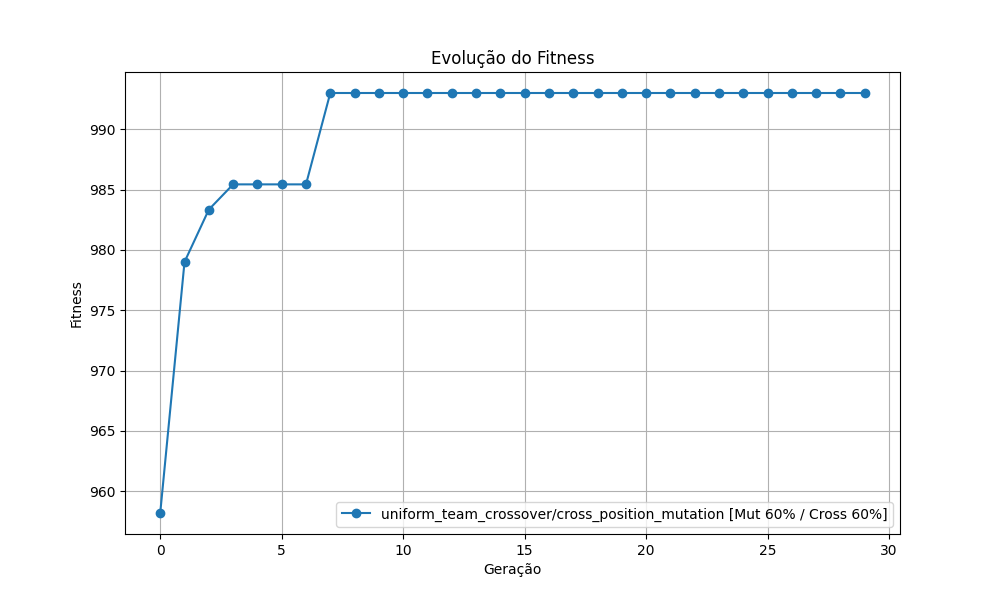 Evolução do Fitness
Fitness
990
985
980
975
970
965
960
uniform_team_crossover/cross_position_mutation [Mut 60% / Cross 60%]
0 5 10 15 20 25 30
Geração